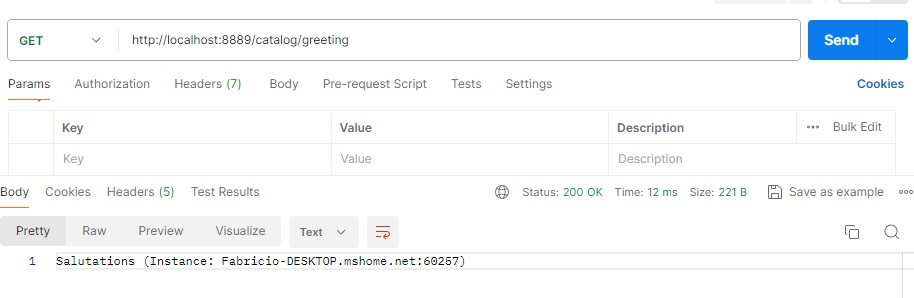 GET http://localhost:8889/catalog/greeting Send
Params Authorization Headers (7) Body Pre-request Script Tests Settings Cookies
Key Value Description ••• Bulk Edit
Key Value Description
Body Cookies Headers (5) Test Results Status: 200 OK Time: 12 ms Size: 221 B Save as example •••
Pretty Raw Preview Visualize Text
1 Salutations (Instance: Fabricio-DESKTOP.mshome.net:60257)